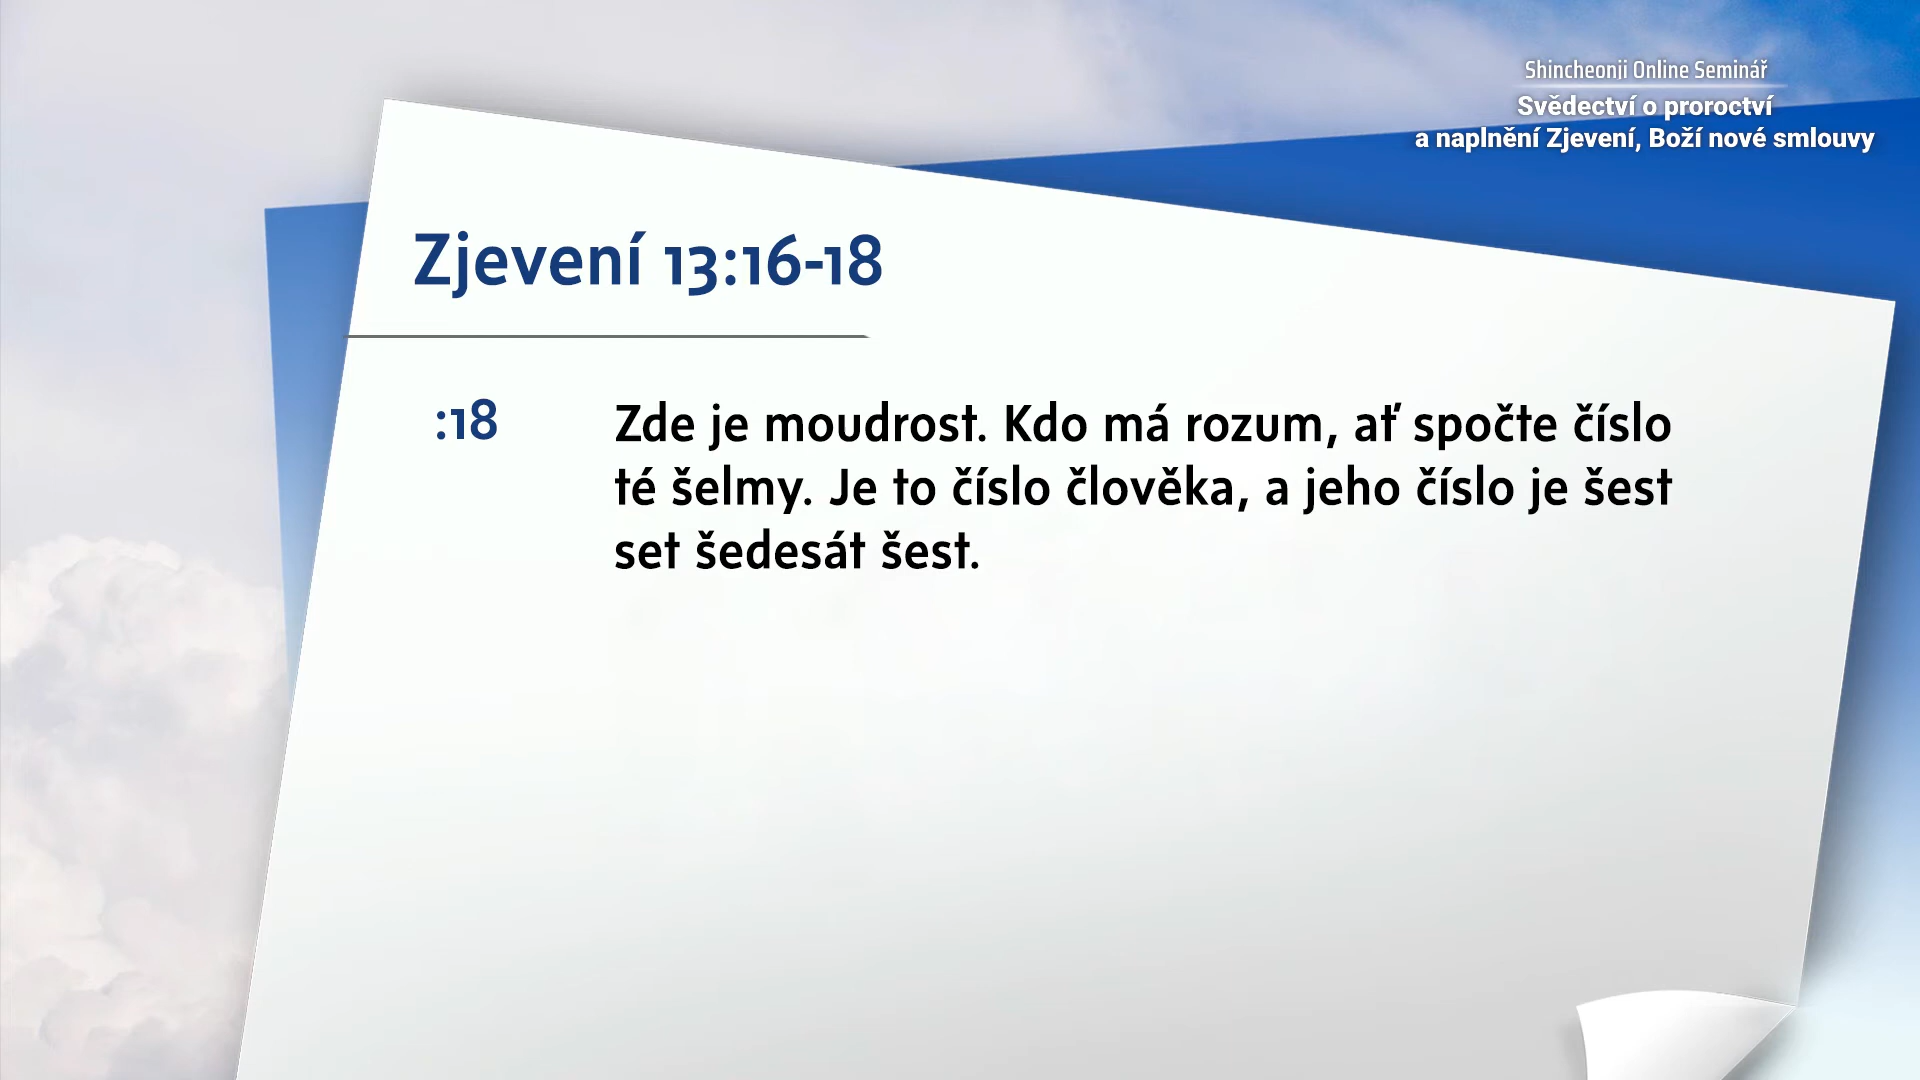 Shincheonji Online Seminář
Svědectví o proroctví
a naplnění Zjevení, Boží nové smlouvy
Zjevení 13:16-18
:18 Zde je moudrost. Kdo má rozum, ať spočte číslo
té šelmy. Je to číslo člověka, a jeho číslo je šest
set šedesát šest.